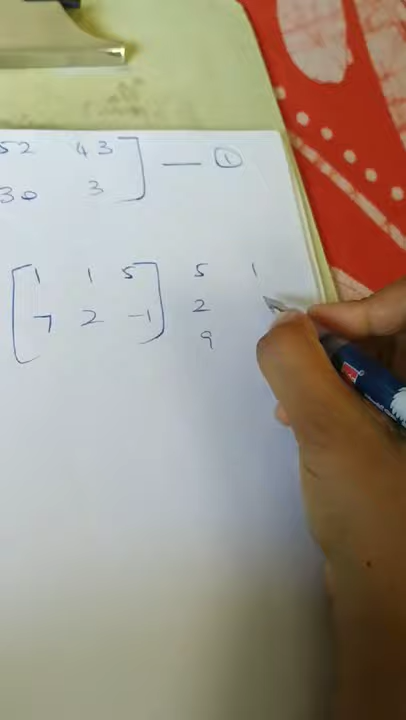 52 43 ] — ①
30 3
[ 1 1 5 ] 5 1
7 2 -1 2
9